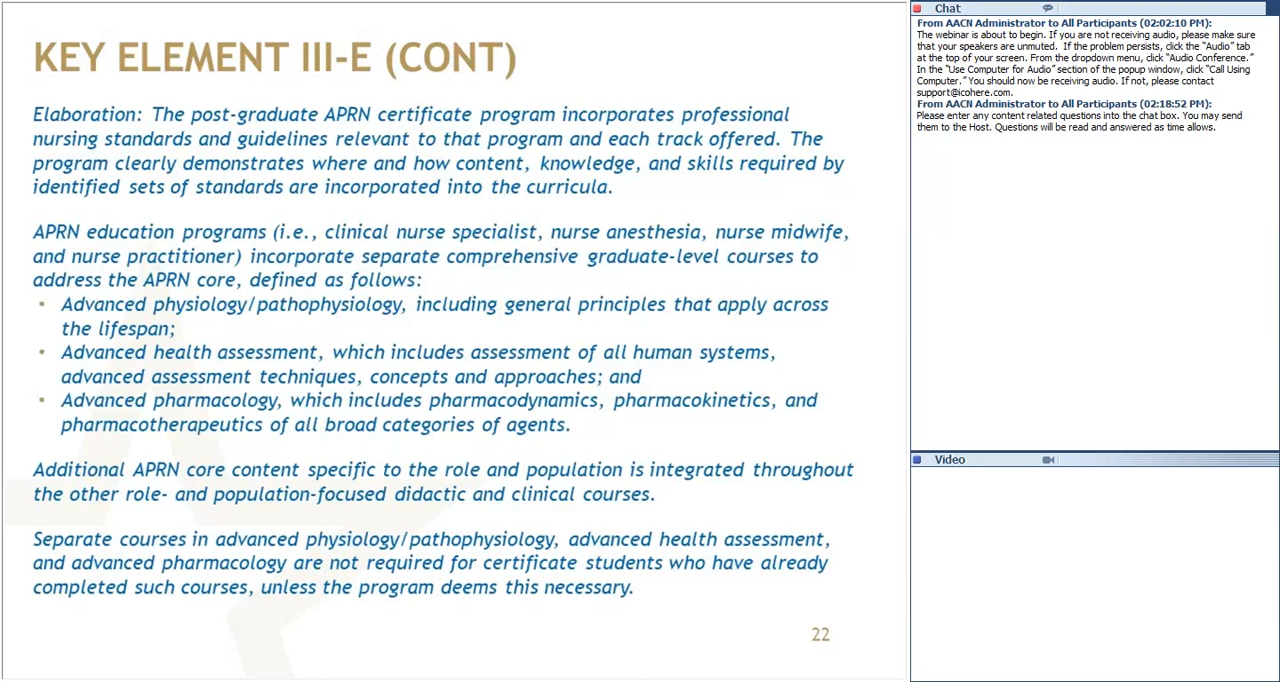 KEY ELEMENT III-E (CONT)
Elaboration: The post-graduate APRN certificate program incorporates professional
nursing standards and guidelines relevant to that program and each track offered. The
program clearly demonstrates where and how content, knowledge, and skills required by
identified sets of standards are incorporated into the curricula.
APRN education programs (i.e., clinical nurse specialist, nurse anesthesia, nurse midwife,
and nurse practitioner) incorporate separate comprehensive graduate-level courses to
address the APRN core, defined as follows:
• Advanced physiology/pathophysiology, including general principles that apply across
the lifespan;
• Advanced health assessment, which includes assessment of all human systems,
advanced assessment techniques, concepts and approaches; and
• Advanced pharmacology, which includes pharmacodynamics, pharmacokinetics, and
pharmacotherapeutics of all broad categories of agents.
Additional APRN core content specific to the role and population is integrated throughout
the other role- and population-focused didactic and clinical courses.
Separate courses in advanced physiology/pathophysiology, advanced health assessment,
and advanced pharmacology are not required for certificate students who have already
completed such courses, unless the program deems this necessary.
22
Chat
From AACN Administrator to All Participants (02:02:10 PM):
The webinar is about to begin. If you are not receiving audio, please make sure
that your speakers are unmuted. If the problem persists, click the "Audio" tab
at the top of your screen. From the dropdown menu, click "Audio Conference."
In the "Use Computer for Audio" section of the popup window, click "Call Using
Computer." You should now be receiving audio. If not, please contact
support@icohere.com.
From AACN Administrator to All Participants (02:18:52 PM):
Please enter any content related questions into the chat box. You may send
them to the Host. Questions will be read and answered as time allows.
Video